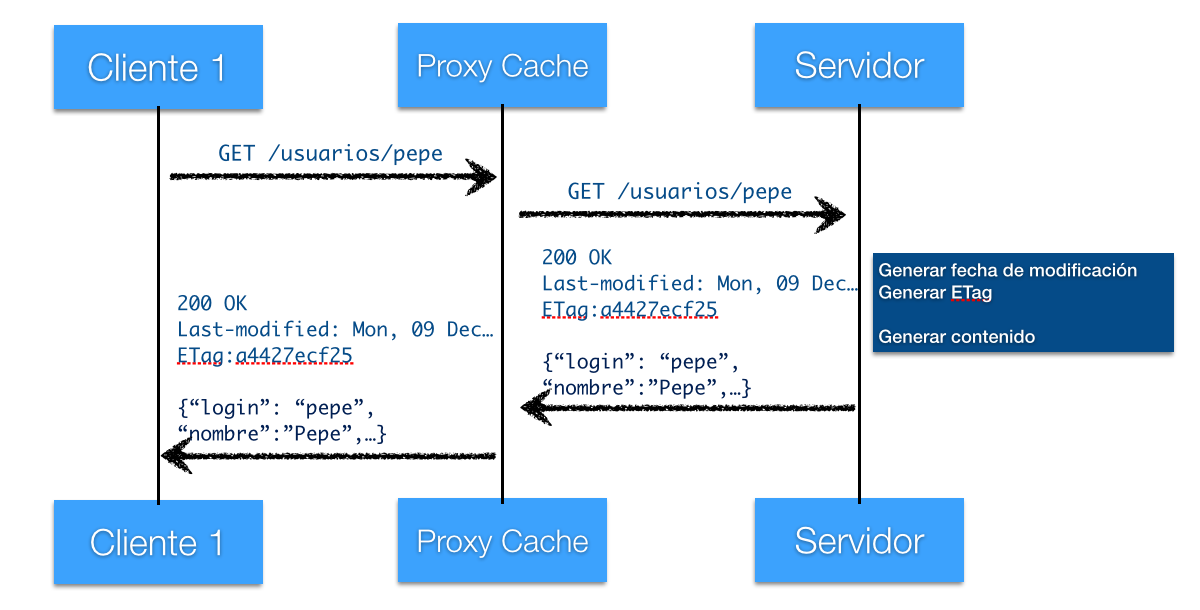 Cliente 1
Proxy Cache
Servidor
GET /usuarios/pepe
GET /usuarios/pepe
200 OK
Last-modified: Mon, 09 Dec…
ETag:a4427ecf25
{“login”: “pepe”,
“nombre”:”Pepe”,…}
Generar fecha de modificación
Generar ETag
Generar contenido
200 OK
Last-modified: Mon, 09 Dec…
ETag:a4427ecf25
{“login”: “pepe”,
“nombre”:”Pepe”,…}
Cliente 1
Proxy Cache
Servidor